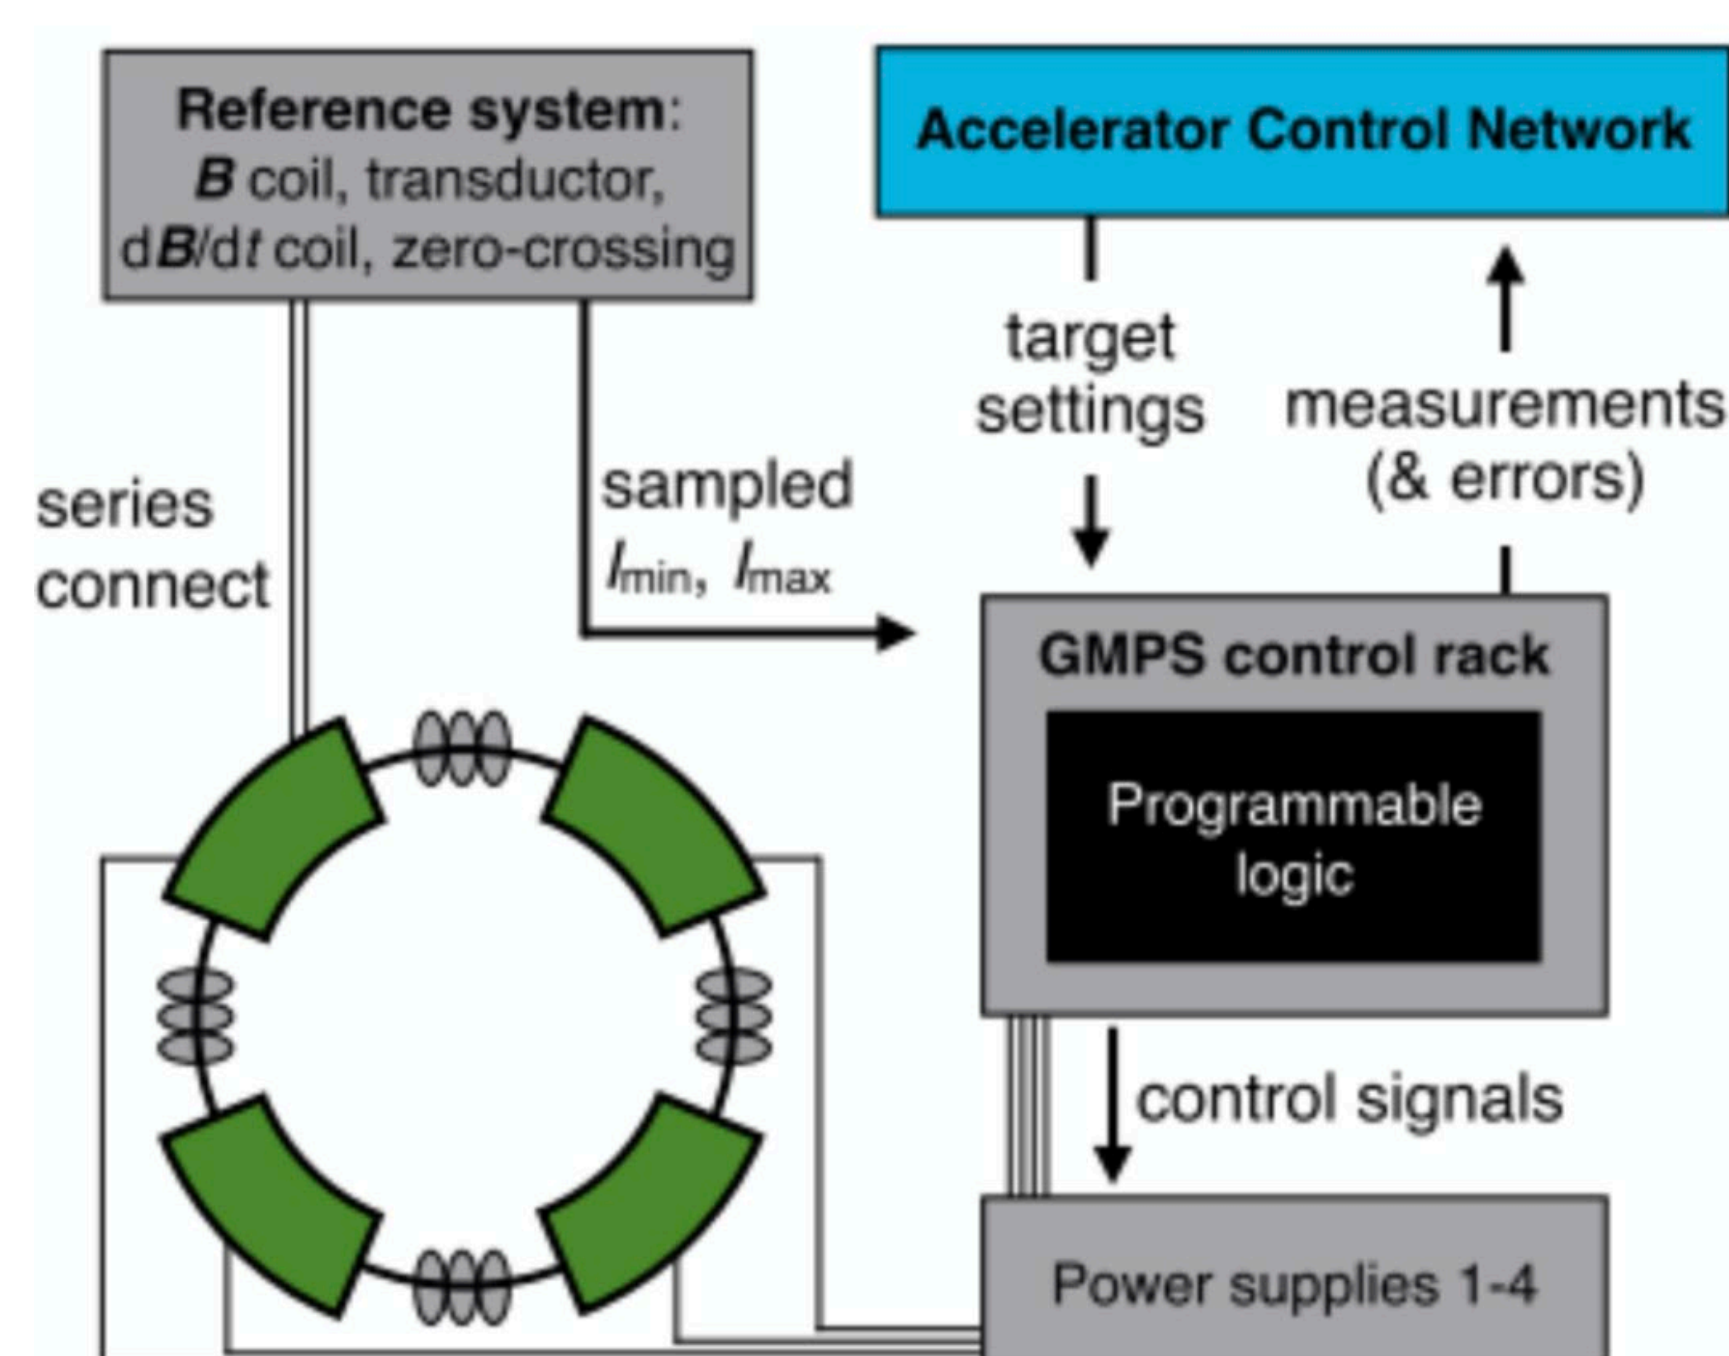 Reference system:
B coil, transductor,
dB/dt coil, zero-crossing
Accelerator Control Network
target
settings
measurements
(& errors)
series
connect
sampled
Imin, Imax
GMPS control rack
Programmable
logic
control signals
Power supplies 1-4